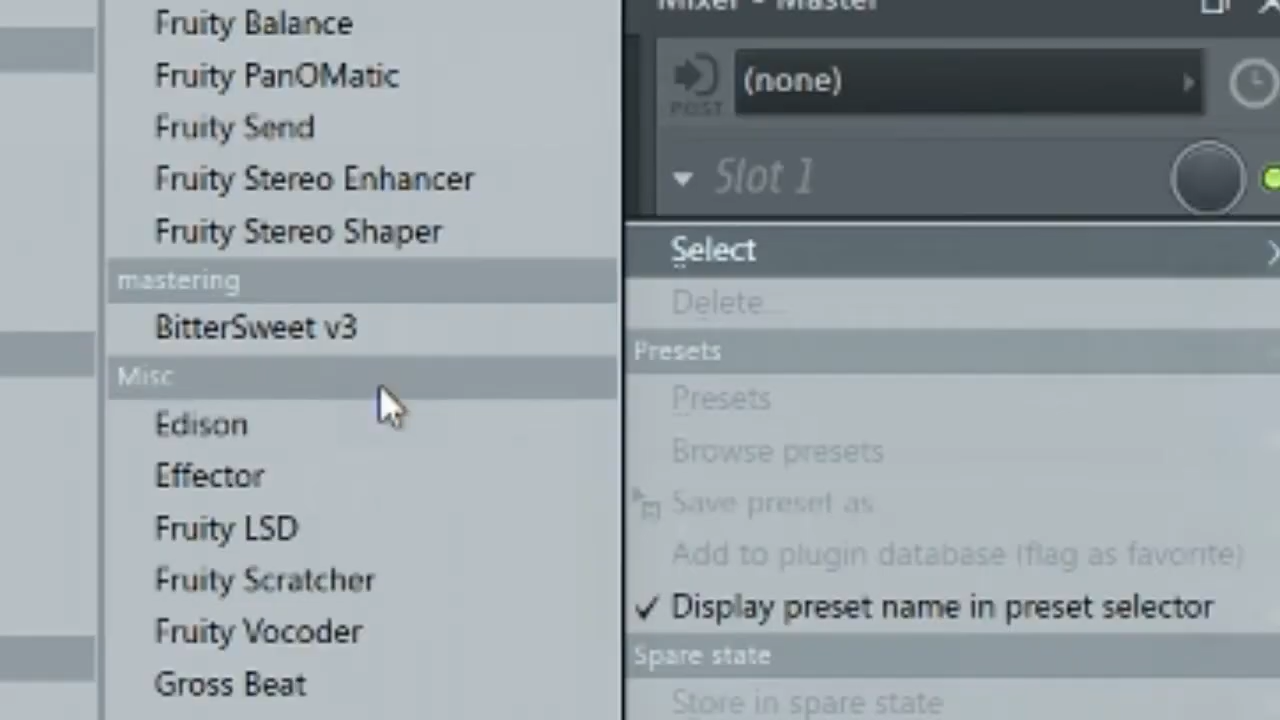 Fruity Balance
Fruity PanOMatic
Fruity Send
Fruity Stereo Enhancer
Fruity Stereo Shaper
mastering
BitterSweet v3
Misc
Edison
Effector
Fruity LSD
Fruity Scratcher
Fruity Vocoder
Gross Beat
Mixer - Master
(none)
POST
Slot 1
Select
Delete...
Presets
Presets
Browse presets
Save preset as
Add to plugin database (flag as favorite)
Display preset name in preset selector
Spare state
Store in spare state